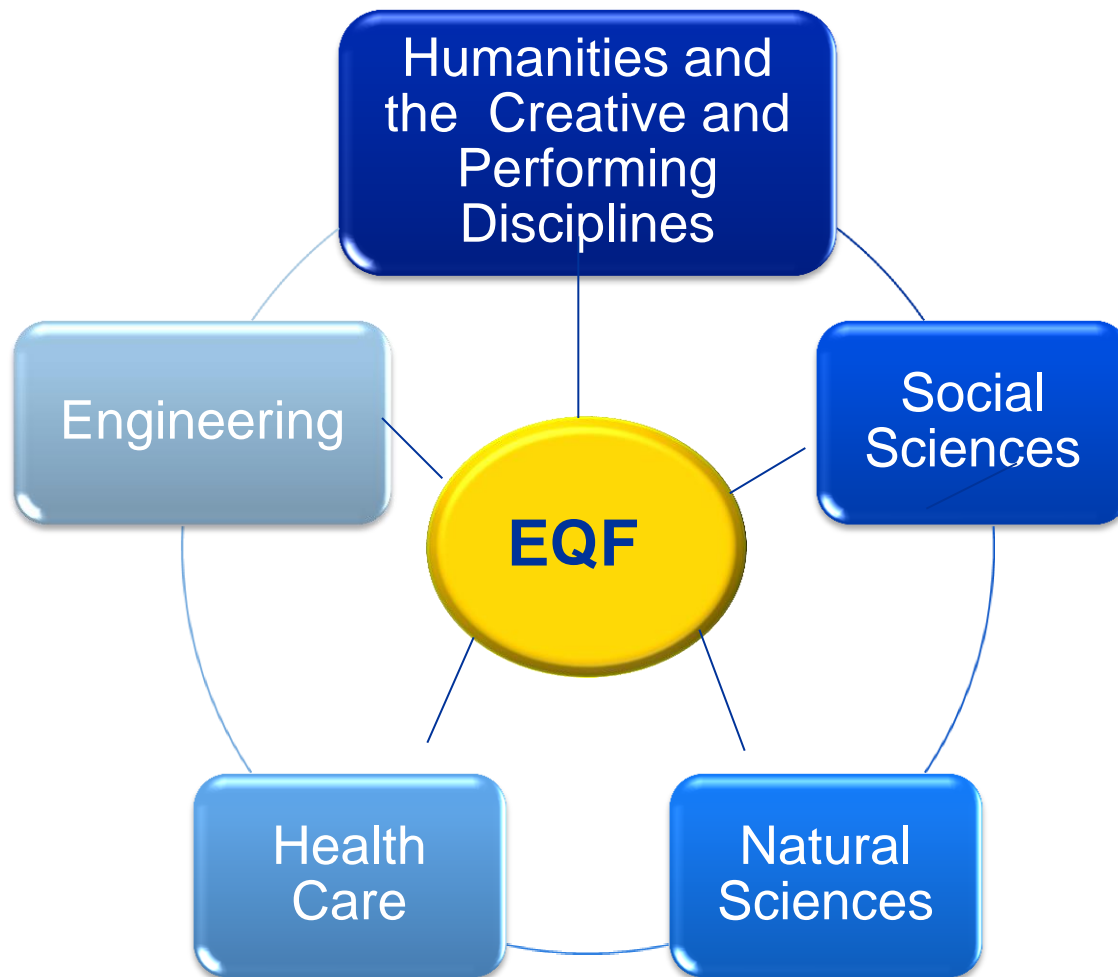 Humanities and
the Creative and
Performing
Disciplines
Engineering
Social
Sciences
EQF
Health
Care
Natural
Sciences